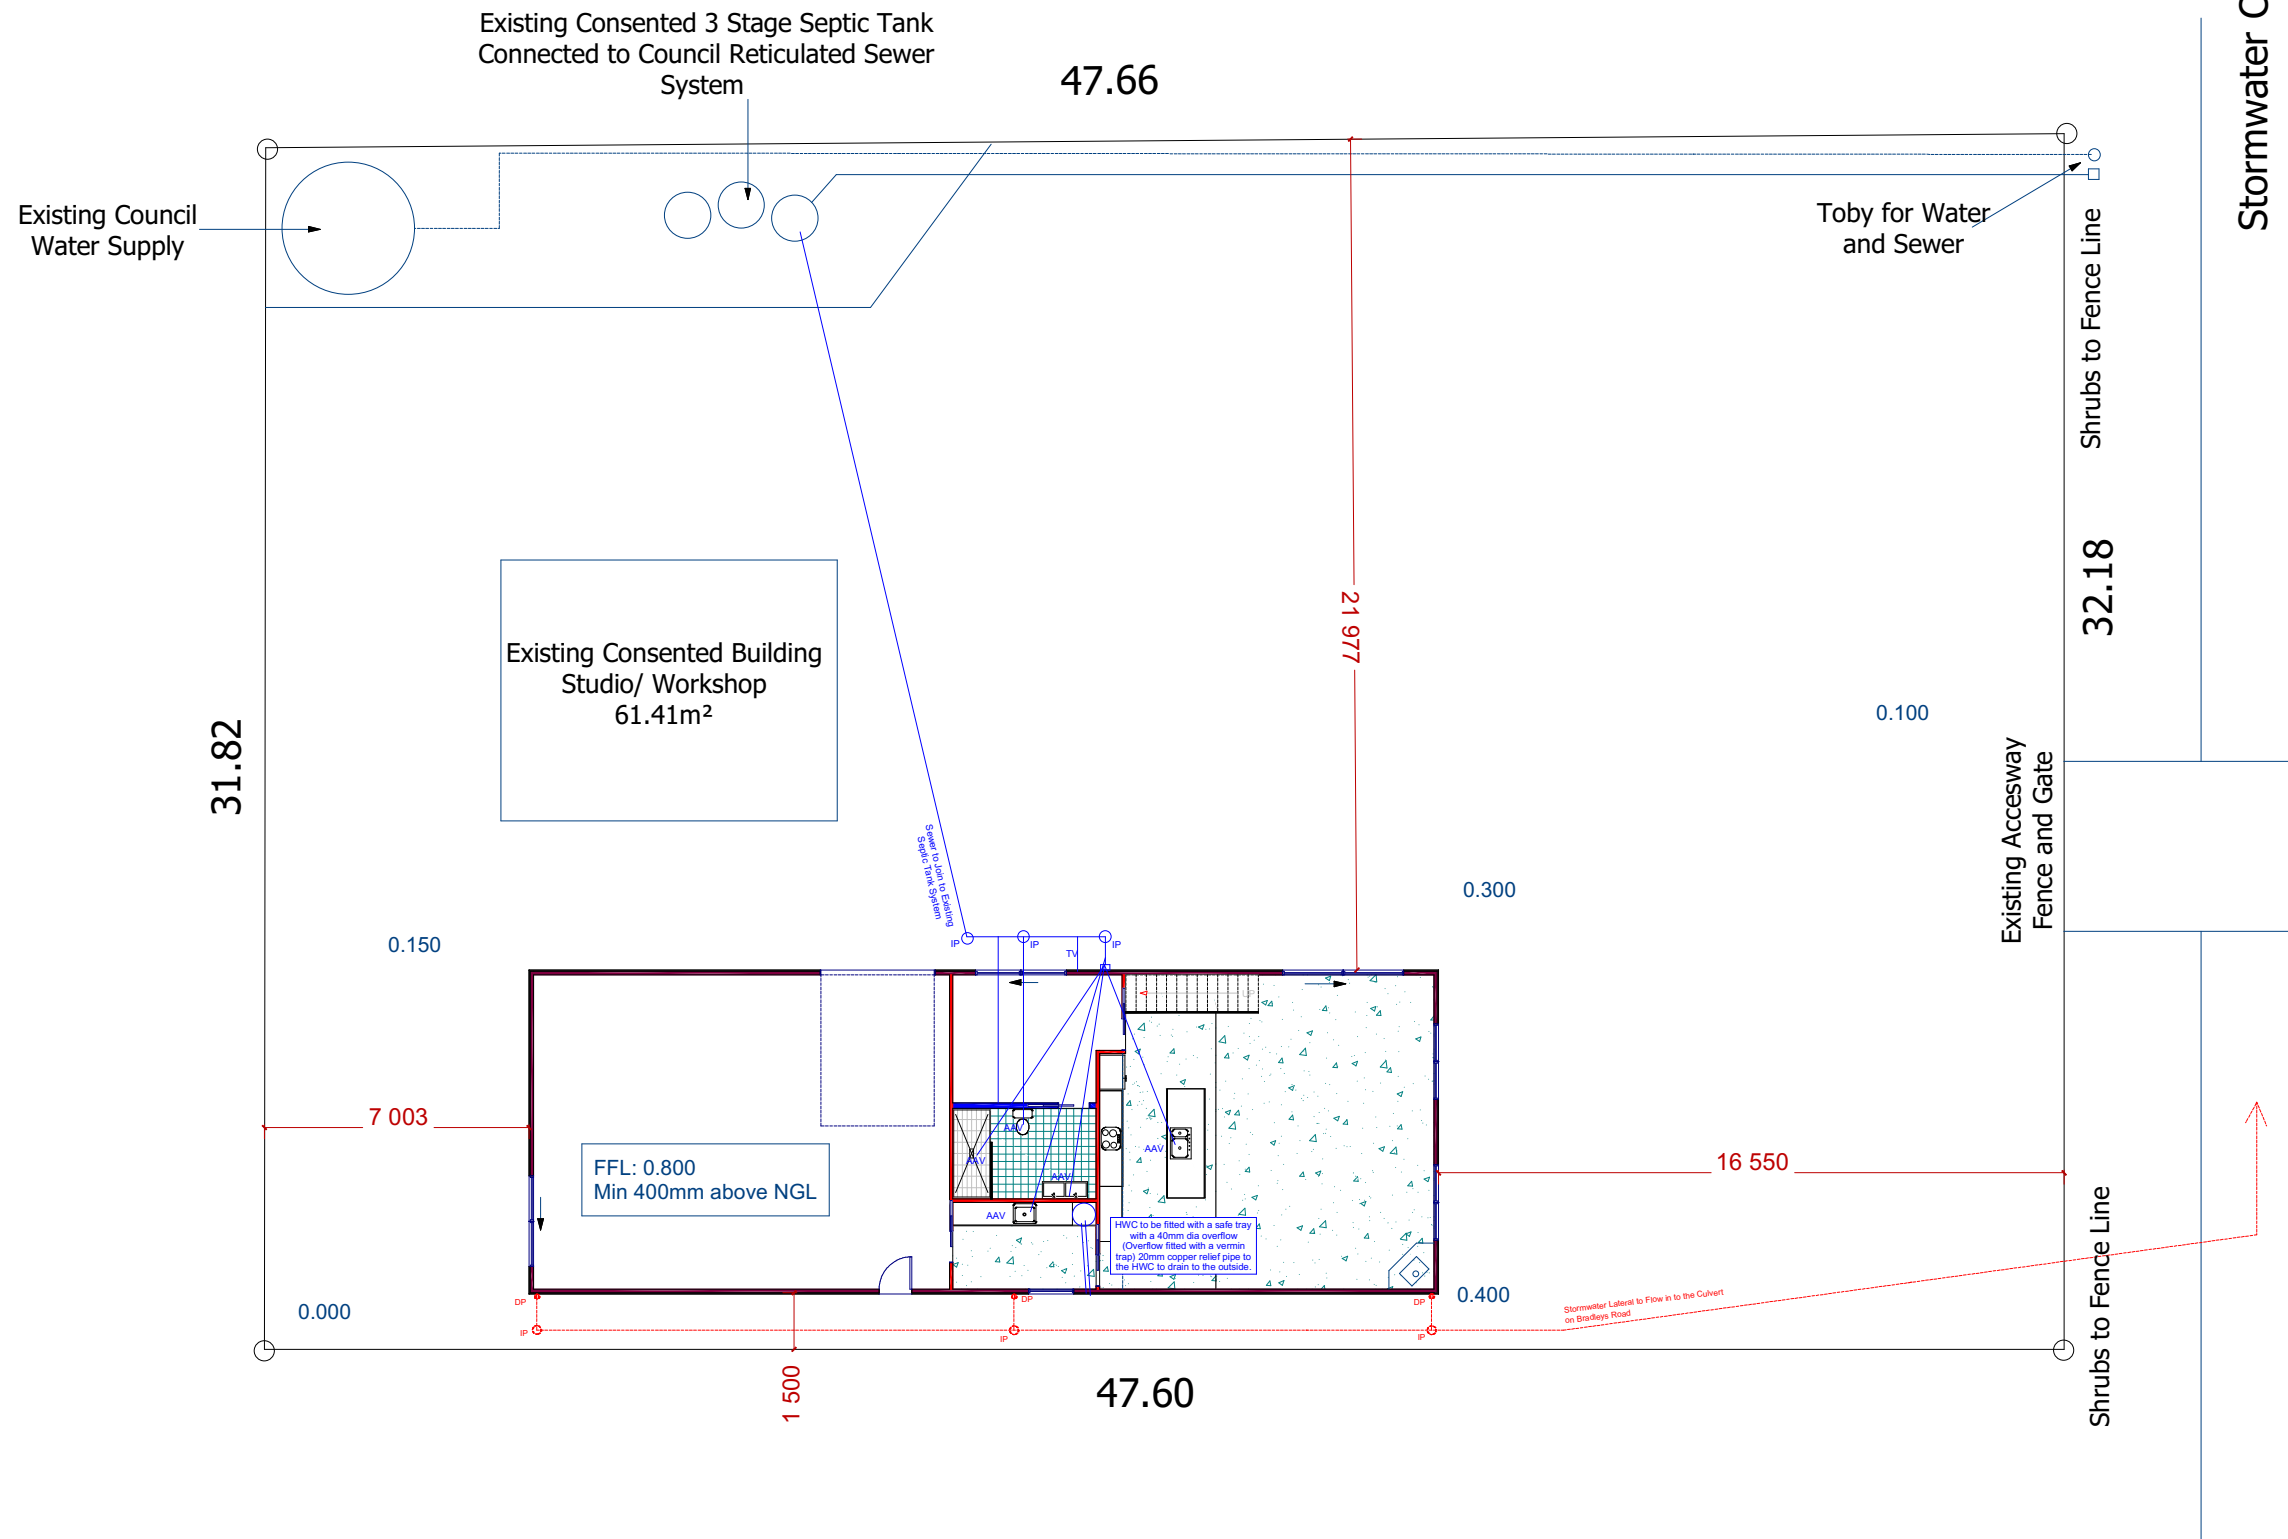 Existing Consented 3 Stage Septic Tank
Connected to Council Reticulated Sewer
System
47.66
Stormwater
Existing Council
Water Supply
Toby for Water
and Sewer
Shrubs to Fence Line
32.18
21 977
Existing Consented Building
Studio/ Workshop
61.41m²
31.82
0.100
Existing Accesway
Fence and Gate
0.300
0.150
Sewer to Join to Existing
Septic Tank System
IP
IP
TV
IP
UP
7 003
FFL: 0.800
Min 400mm above NGL
AAV
AAV
AAV
AAV
AAV
16 550
HWC to be fitted with a safe tray
with a 40mm dia overflow
(Overflow fitted with a vermin
trap) 20mm copper relief pipe to
the HWC to drain to the outside.
0.000
0.400
DP
DP
DP
IP
IP
IP
Stormwater Lateral to Flow in to the Culvert
on Bradleys Road
Shrubs to Fence Line
1 500
47.60